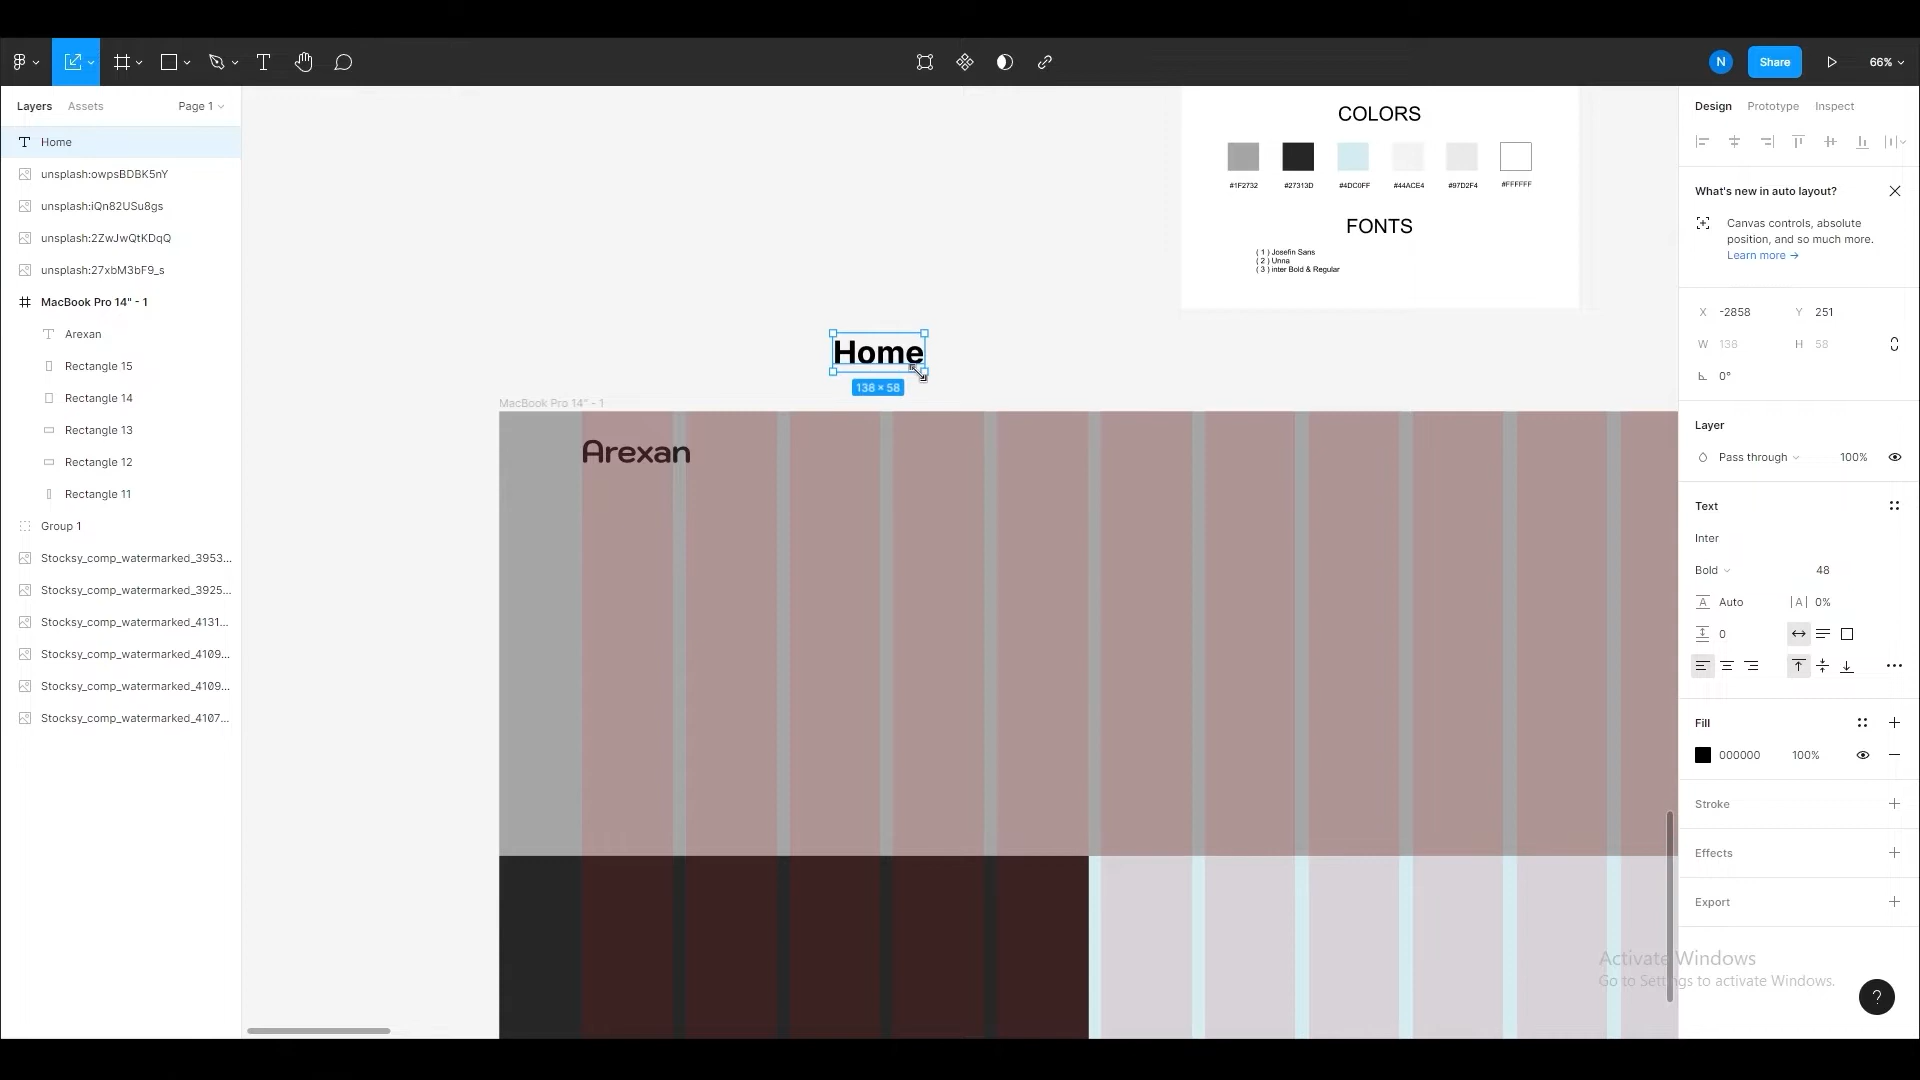 N
Share
66%
Layers
Assets
Page 1
Home
unsplash:owpsBDBK5nY
unsplash:iQn82USu8gs
unsplash:2ZwJwQtKDqQ
unsplash:27xbM3bF9_s
MacBook Pro 14" - 1
Arexan
Rectangle 15
Rectangle 14
Rectangle 13
Rectangle 12
Rectangle 11
Group 1
Stocksy_comp_watermarked_3953...
Stocksy_comp_watermarked_3925...
Stocksy_comp_watermarked_4131...
Stocksy_comp_watermarked_4109...
Stocksy_comp_watermarked_4109...
Stocksy_comp_watermarked_4107...
COLORS
#1F2732 #27313D #4DC0FF #44ACE4 #97D2F4 #FFFFFF
FONTS
( 1 ) Josefin Sans
( 2 ) Unna
( 3 ) inter Bold & Regular
Home
138 × 58
MacBook Pro 14" - 1
Arexan
Design
Prototype
Inspect
What's new in auto layout?
Canvas controls, absolute
position, and so much more.
Learn more →
X -2858 Y 251
W 138 H 58
0°
Layer
Pass through 100%
Text
Inter
Bold 48
A Auto |A| 0%
0
Fill
000000 100%
Stroke
Effects
Export
Activate Windows
Go to Settings to activate Windows.
?